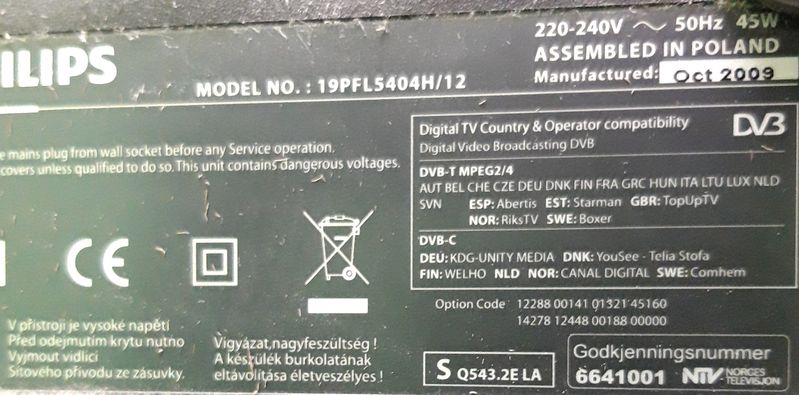 220-240V ~ 50Hz 45W
ASSEMBLED IN POLAND
ILIPS
MODEL NO. : 19PFL5404H/12
Manufactured: Oct 2009
e mains plug from wall socket before any Service operation.
covers unless qualified to do so. This unit contains dangerous voltages.
Digital TV Country & Operator compatibility
Digital Video Broadcasting DVB
DVB
DVB-T MPEG2/4
AUT BEL CHE CZE DEU DNK FIN FRA GRC HUN ITA LTU LUX NLD
SVN ESP: Abertis EST: Starman GBR: TopUpTV
NOR: RiksTV SWE: Boxer
DVB-C
DEU: KDG-UNITY MEDIA DNK: YouSee - Telia Stofa
FIN: WELHO NLD NOR: CANAL DIGITAL SWE: Comhem
CE
Option Code 12288 00141 01321 45160
14278 12448 00188 00000
V přístroji je vysoké napětí
Před odejmutím krytu nutno
Vyjmout vidlici
Síťového přívodu ze zásuvky.
Vigyázat,nagyfeszültség !
A készülék burkolatának
eltávolítása életveszélyes !
S Q543.2E LA
Godkjenningsnummer
6641001 NTV NORGES
TELEVISJON